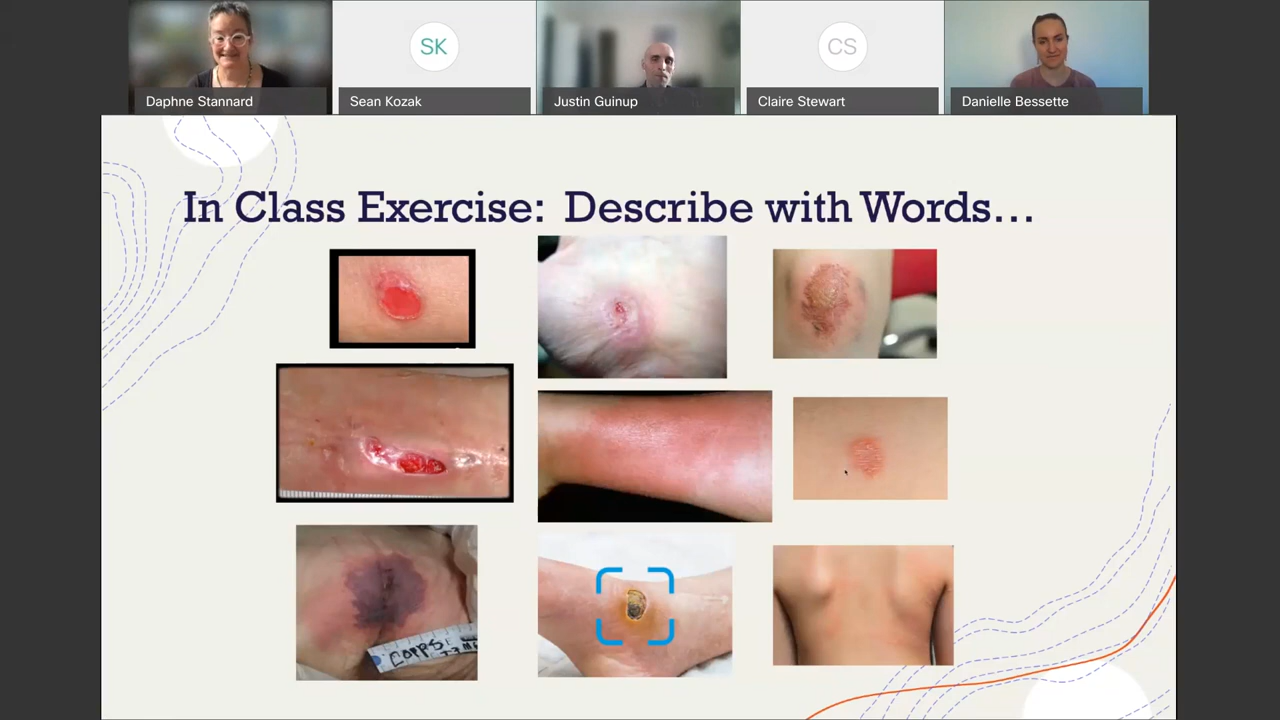 Daphne Stannard
SK
Sean Kozak
Justin Guinup
CS
Claire Stewart
Danielle Bessette
In Class Exercise: Describe with Words...